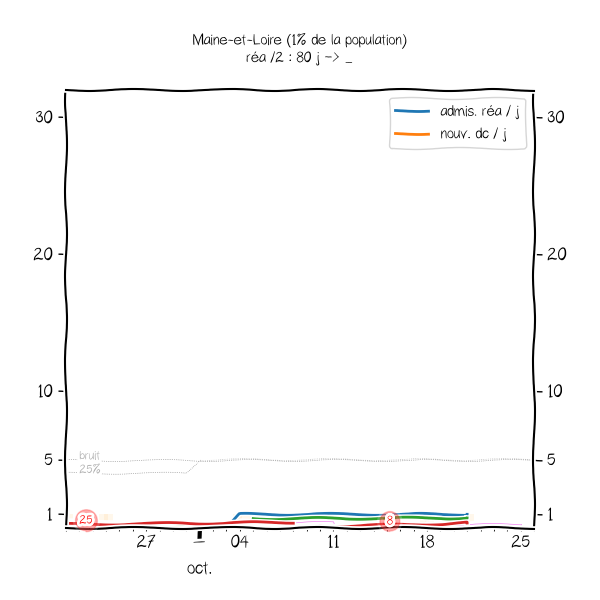 Maine-et-Loire (1% de la population)
réa /2 : 80 j -> _
admis. réa / j
nouv. dc / j
30 30
20 20
10 10
5 5
bruit
25%
1 1
25 8
27 04 11 18 25
oct.